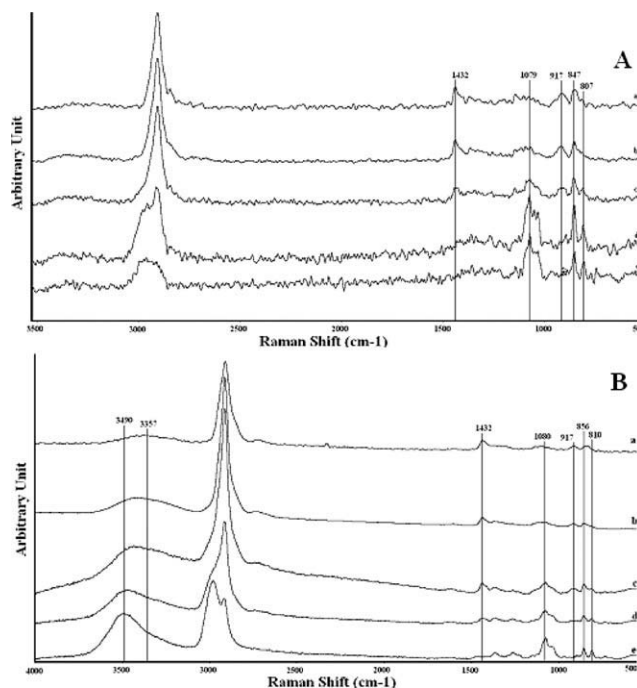 A
1432 1079 917 847 807
a
b
c
Arbitrary Unit
3500 3000 2500 2000 1500 1000
Raman Shift (cm-1)
B
3490 3357 1432 1080 917 856 810
a
b
c
d
e
Arbitrary Unit
4000 3500 3000 2500 2000 1500 1000 500
Raman Shift (cm-1)